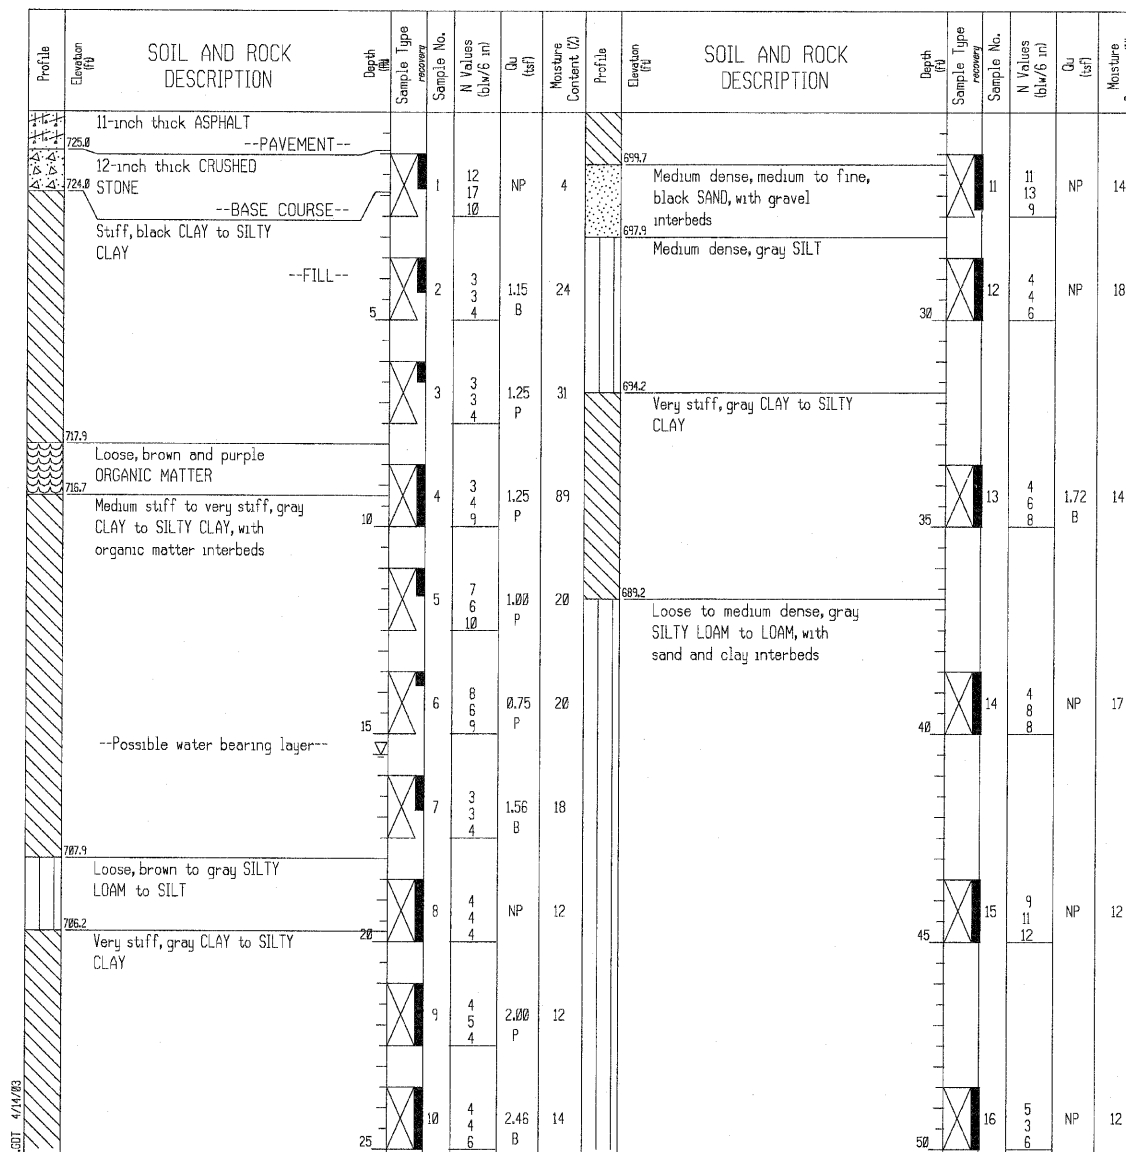 Profile
Elevation
(ft)
SOIL AND ROCK
DESCRIPTION
Depth
(ft)
Sample Type
recovery
Sample No.
N Values
(blw/6 in)
Qu
(tsf)
Moisture
Content (%)
11-inch thick ASPHALT
725.0
--PAVEMENT--
12-inch thick CRUSHED
STONE
724.0
--BASE COURSE--
1
12
17
10
NP
4
Stiff, black CLAY to SILTY
CLAY
--FILL--
5
2
3
3
4
1.15
B
24
3
3
3
4
1.25
P
31
717.9
Loose, brown and purple
ORGANIC MATTER
716.7
4
3
4
9
1.25
P
89
Medium stiff to very stiff, gray
CLAY to SILTY CLAY, with
organic matter interbeds
10
5
7
6
10
1.00
P
20
6
8
6
9
0.75
P
20
15
--Possible water bearing layer--
7
3
3
4
1.56
B
18
707.9
Loose, brown to gray SILTY
LOAM to SILT
8
4
4
4
NP
12
706.2
20
Very stiff, gray CLAY to SILTY
CLAY
9
4
5
4
2.00
P
12
10
4
4
6
2.46
B
14
25
.GDT 4/14/03
Profile
Elevation
(ft)
SOIL AND ROCK
DESCRIPTION
Depth
(ft)
Sample Type
recovery
Sample No.
N Values
(blw/6 in)
Qu
(tsf)
Moisture
699.7
Medium dense, medium to fine,
black SAND, with gravel
interbeds
11
11
13
9
NP
14
697.9
Medium dense, gray SILT
12
4
4
6
NP
18
30
694.2
Very stiff, gray CLAY to SILTY
CLAY
13
4
6
8
1.72
B
14
35
689.2
Loose to medium dense, gray
SILTY LOAM to LOAM, with
sand and clay interbeds
14
4
8
8
NP
17
40
15
9
11
12
NP
12
45
16
5
3
6
NP
12
50